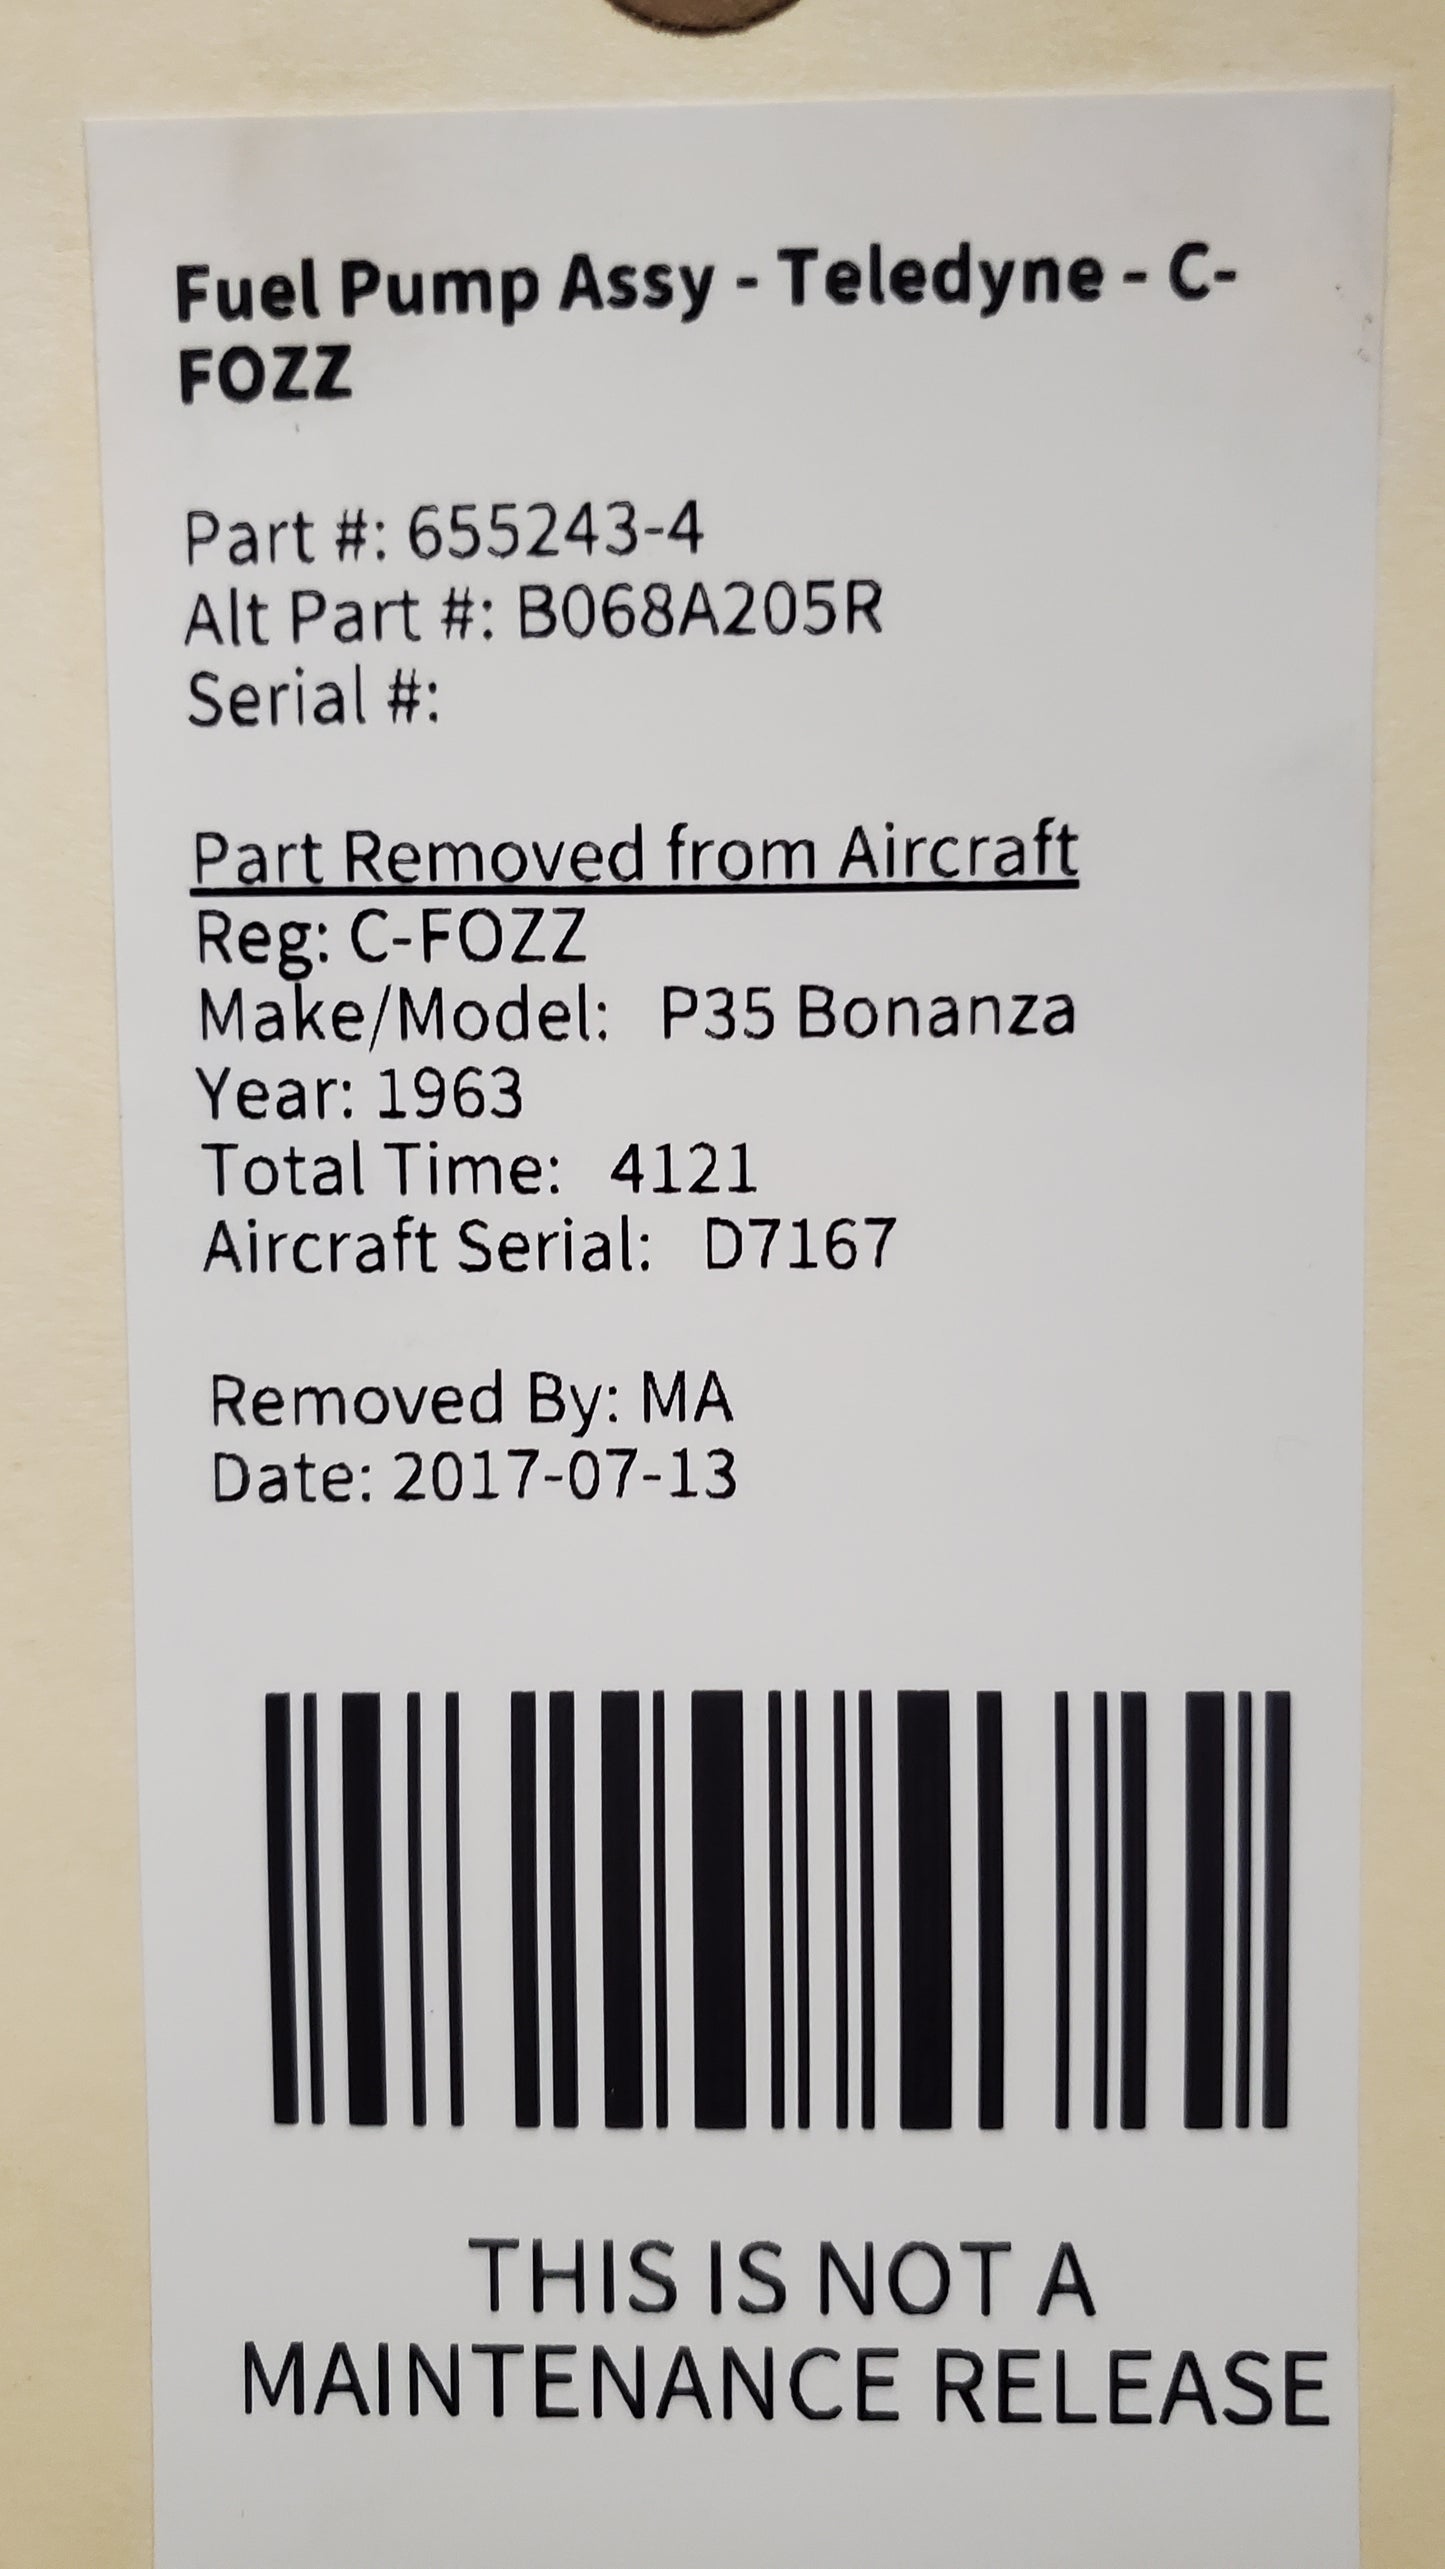 Fuel Pump Assy - Teledyne - C-
FOZZ
Part #: 655243-4
Alt Part #: B068A205R
Serial #:
Part Removed from Aircraft
Reg: C-FOZZ
Make/Model: P35 Bonanza
Year: 1963
Total Time: 4121
Aircraft Serial: D7167
Removed By: MA
Date: 2017-07-13
THIS IS NOT A
MAINTENANCE RELEASE